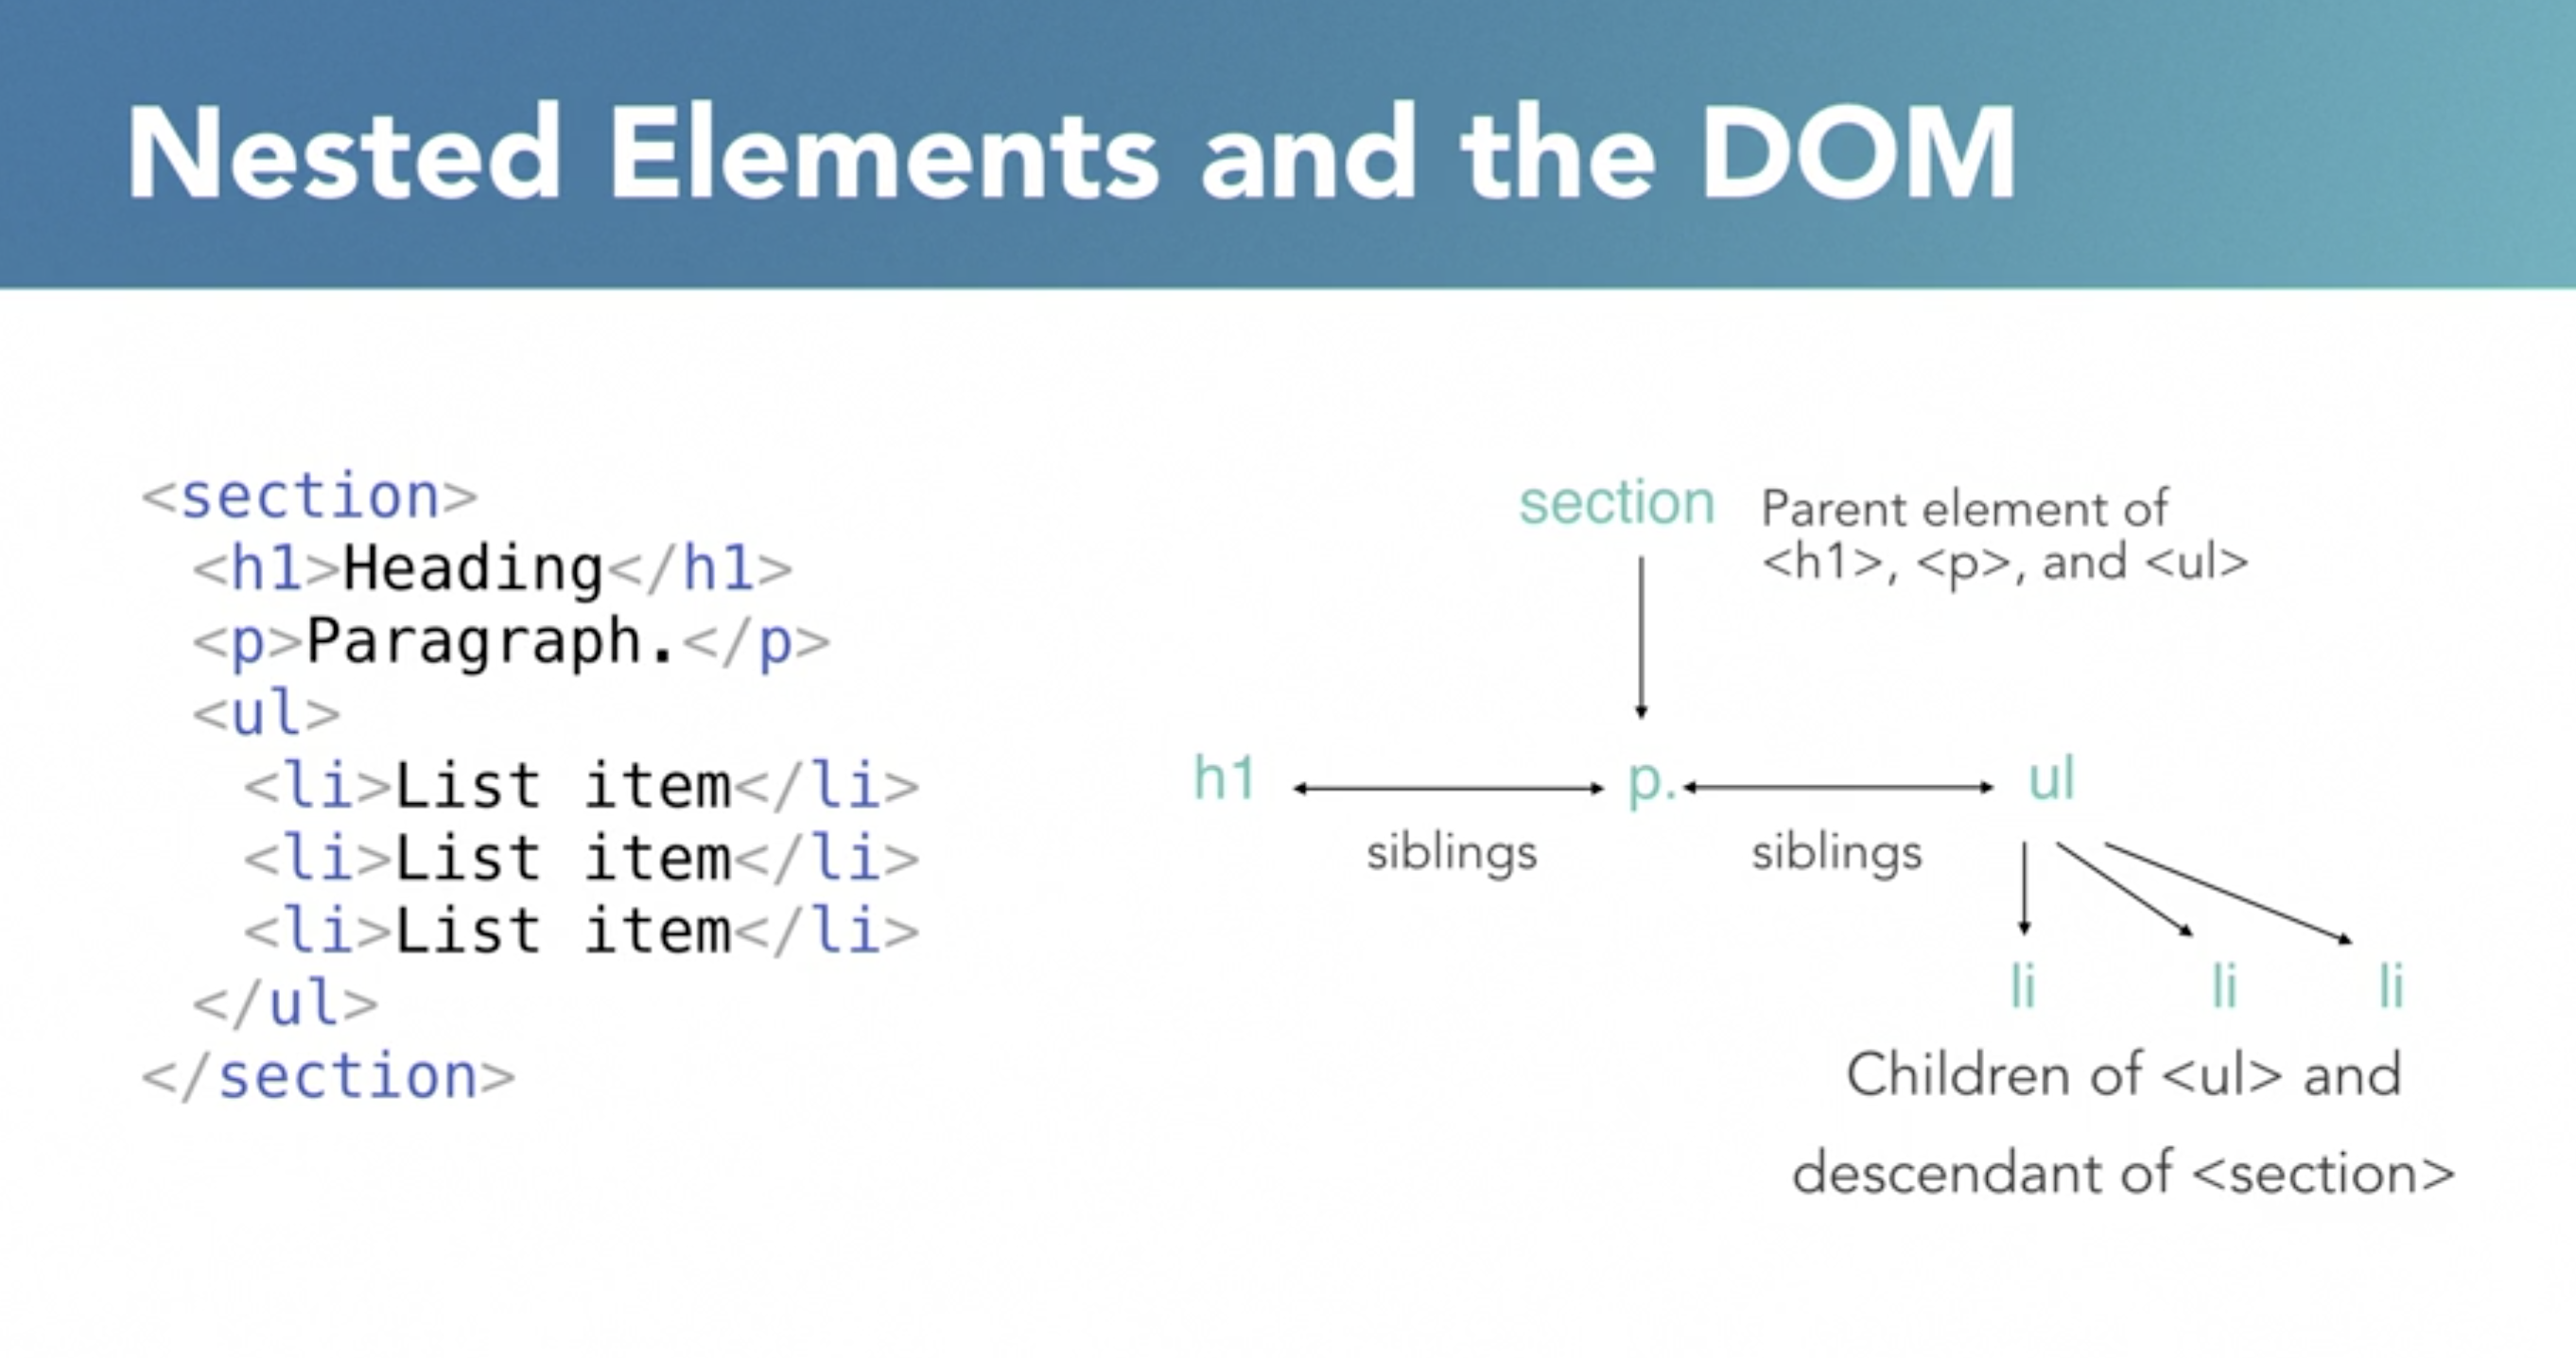 Nested Elements and the DOM
<section>
<h1>Heading</h1>
<p>Paragraph.</p>
<ul>
<li>List item</li>
<li>List item</li>
<li>List item</li>
</ul>
</section>
section
Parent element of
<h1>, <p>, and <ul>
h1
p.
ul
siblings
siblings
li
li
li
Children of <ul> and
descendant of <section>